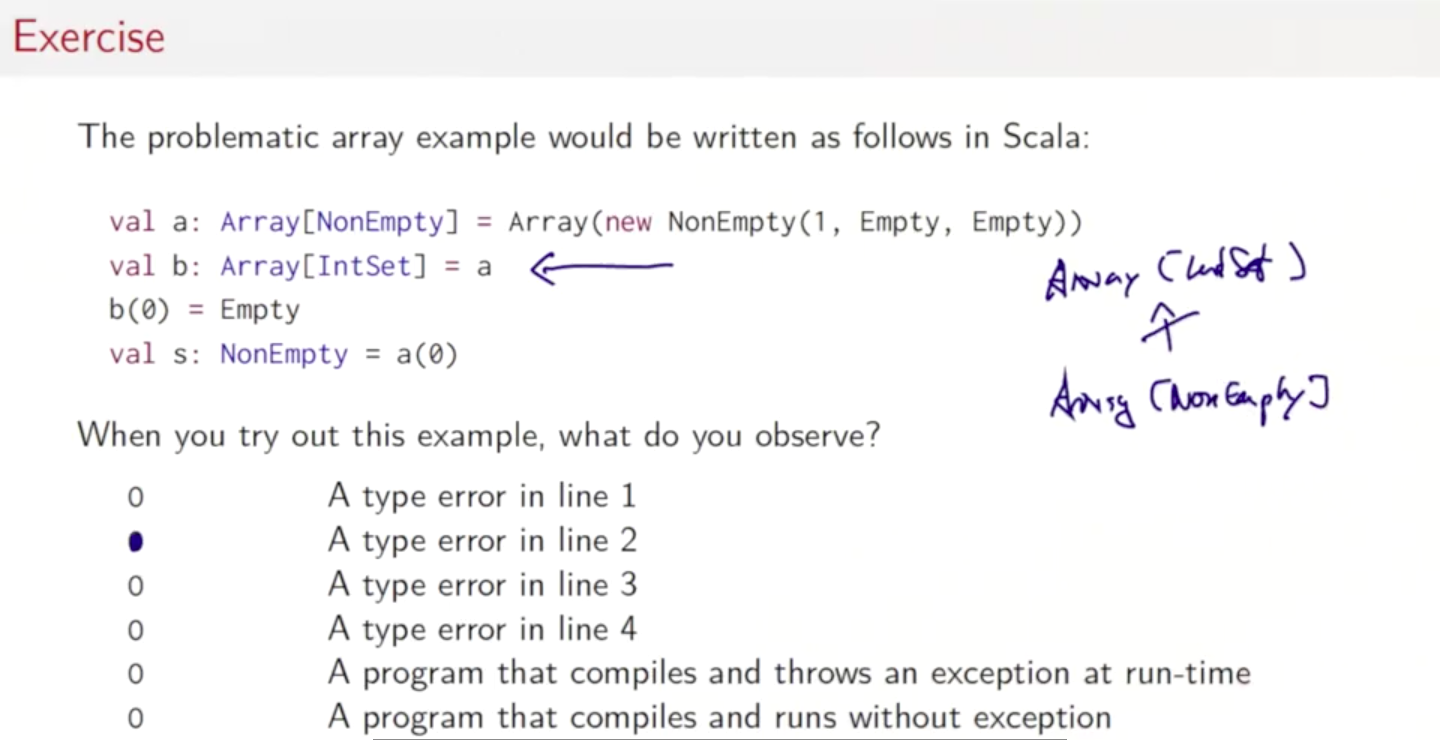 Exercise
The problematic array example would be written as follows in Scala:
val a: Array[NonEmpty] = Array(new NonEmpty(1, Empty, Empty))
val b: Array[IntSet] = a
b(0) = Empty
val s: NonEmpty = a(0)
Array [IntSet]
Array [NonEmpty]
When you try out this example, what do you observe?
0 A type error in line 1
A type error in line 2
0 A type error in line 3
0 A type error in line 4
0 A program that compiles and throws an exception at run-time
0 A program that compiles and runs without exception